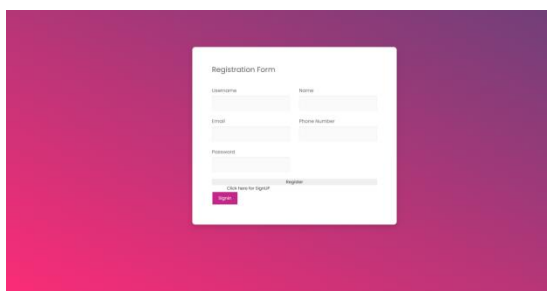 Registration Form
Username Name
Email Phone Number
Password
Register
Click here for SignUP
SignIn